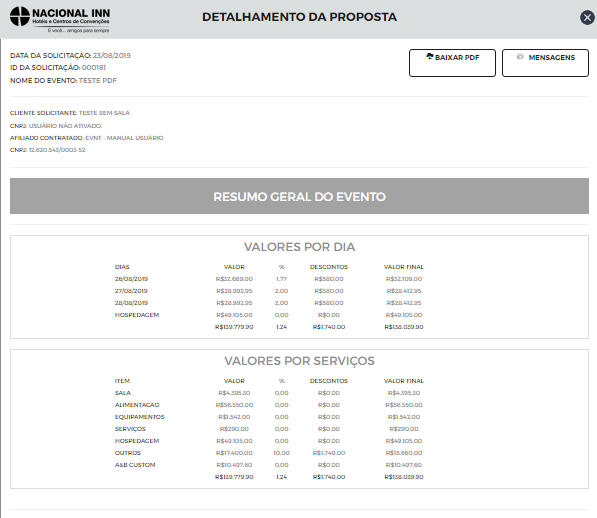 NACIONAL INN
Hotéis e Centros de Convenções
É você... amigos para sempre
DETALHAMENTO DA PROPOSTA
DATA DA SOLICITAÇÃO: 23/08/2019
ID DA SOLICITAÇÃO: 000181
NOME DO EVENTO: TESTE PDF
BAIXAR PDF
MENSAGENS
CLIENTE SOLICITANTE: TESTE SEM SALA
CNPJ: USUÁRIO NÃO ATIVADO.
AFILIADO CONTRATADO: EVNT - MANUAL USUÁRIO
CNPJ: 12.620.543/0003-52
RESUMO GERAL DO EVENTO
VALORES POR DIA
DIAS VALOR % DESCONTOS VALOR FINAL
26/08/2019 R$32.689,00 1,77 R$580,00 R$32.109,00
27/08/2019 R$28.992,95 2,00 R$580,00 R$28.412,95
28/08/2019 R$28.992,95 2,00 R$580,00 R$28.412,95
HOSPEDAGEM R$49.105,00 0,00 R$0,00 R$49.105,00
R$139.779,90 1,24 R$1.740,00 R$138.039,90
VALORES POR SERVIÇOS
ITEM VALOR % DESCONTOS VALOR FINAL
SALA R$4.395,30 0,00 R$0,00 R$4.395,30
ALIMENTACAO R$56.550,00 0,00 R$0,00 R$56.550,00
EQUIPAMENTOS R$1.542,00 0,00 R$0,00 R$1.542,00
SERVIÇOS R$290,00 0,00 R$0,00 R$290,00
HOSPEDAGEM R$49.105,00 0,00 R$0,00 R$49.105,00
OUTROS R$17.400,00 10,00 R$1.740,00 R$15.660,00
A&B CUSTOM R$10.497,60 0,00 R$0,00 R$10.497,60
R$139.779,90 1,24 R$1.740,00 R$138.039,90